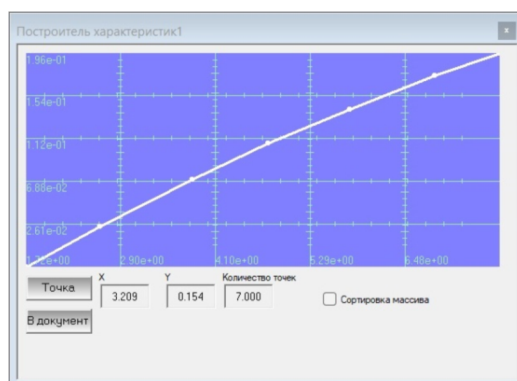 Построитель характеристик1
x
1.96e-01
1.54e-01
1.12e-01
6.88e-02
2.61e-02
2.90e+00
4.10e+00
5.29e+00
6.48e+00
Точка
X
3.209
Y
0.154
Количество точек
7.000
Сортировка массива
В документ